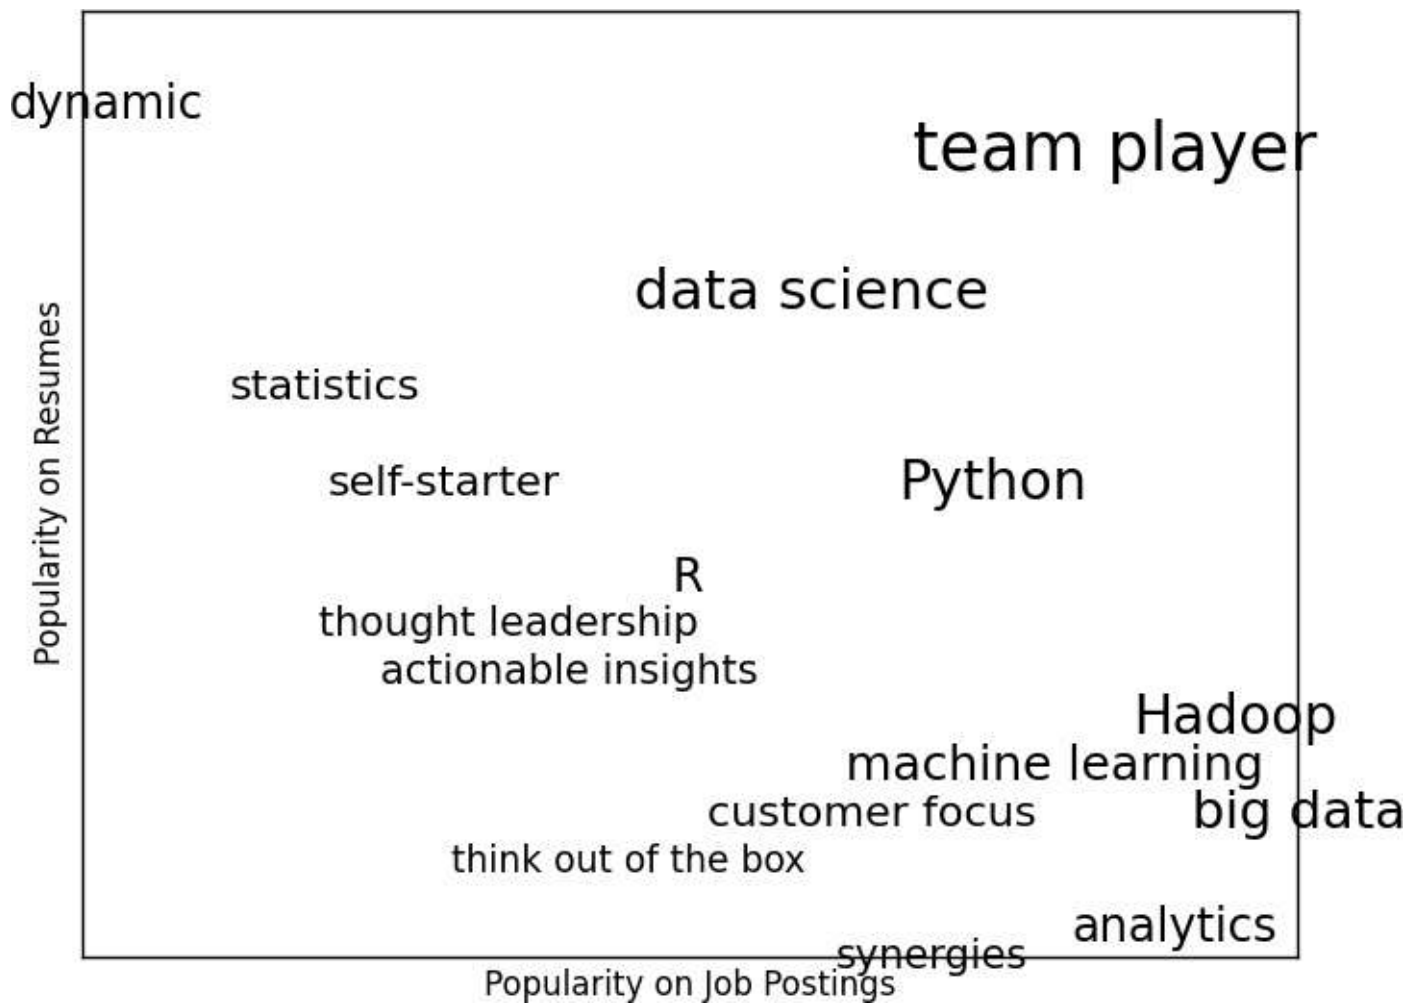 dynamic
team player
data science
statistics
self-starter
Python
R
thought leadership
actionable insights
Hadoop
machine learning
big data
customer focus
think out of the box
analytics
synergies
Popularity on Resumes
Popularity on Job Postings